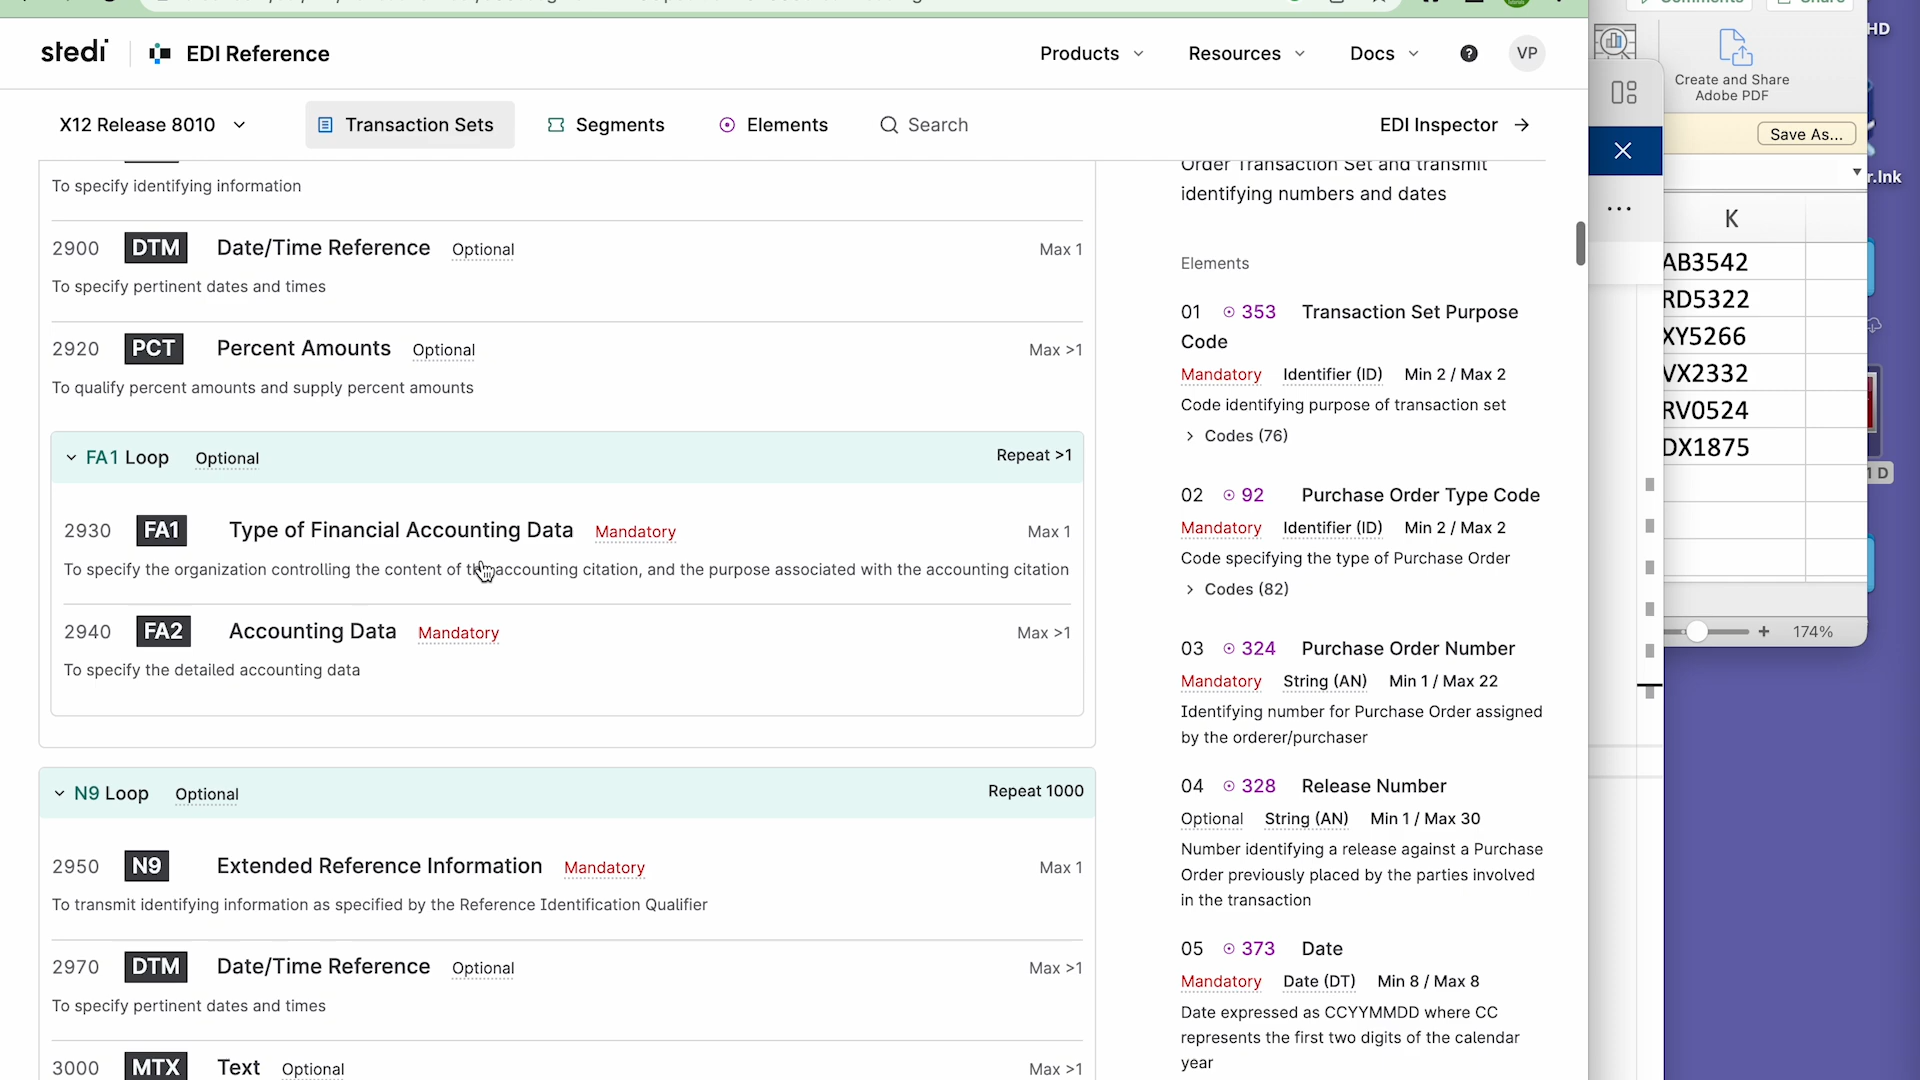 stedi
EDI Reference
Products
Resources
Docs
?
VP
X12 Release 8010
Transaction Sets
Segments
Elements
Search
EDI Inspector →
To specify identifying information
2900 DTM Date/Time Reference Optional Max 1
To specify pertinent dates and times
2920 PCT Percent Amounts Optional Max >1
To qualify percent amounts and supply percent amounts
FA1 Loop Optional Repeat >1
2930 FA1 Type of Financial Accounting Data Mandatory Max 1
To specify the organization controlling the content of the accounting citation, and the purpose associated with the accounting citation
2940 FA2 Accounting Data Mandatory Max >1
To specify the detailed accounting data
N9 Loop Optional Repeat 1000
2950 N9 Extended Reference Information Mandatory Max 1
To transmit identifying information as specified by the Reference Identification Qualifier
2970 DTM Date/Time Reference Optional Max >1
To specify pertinent dates and times
3000 MTX Text Optional Max >1
Order Transaction Set and transmit
identifying numbers and dates
Elements
01 353 Transaction Set Purpose
Code
Mandatory Identifier (ID) Min 2 / Max 2
Code identifying purpose of transaction set
> Codes (76)
02 92 Purchase Order Type Code
Mandatory Identifier (ID) Min 2 / Max 2
Code specifying the type of Purchase Order
> Codes (82)
03 324 Purchase Order Number
Mandatory String (AN) Min 1 / Max 22
Identifying number for Purchase Order assigned
by the orderer/purchaser
04 328 Release Number
Optional String (AN) Min 1 / Max 30
Number identifying a release against a Purchase
Order previously placed by the parties involved
in the transaction
05 373 Date
Mandatory Date (DT) Min 8 / Max 8
Date expressed as CCYYMMDD where CC
represents the first two digits of the calendar
year
Comments
Share
HD
Create and Share
Adobe PDF
Save As...
r.Ink
K
AB3542
RD5322
XY5266
VX2332
RV0524
DX1875
1 D
+ 174%